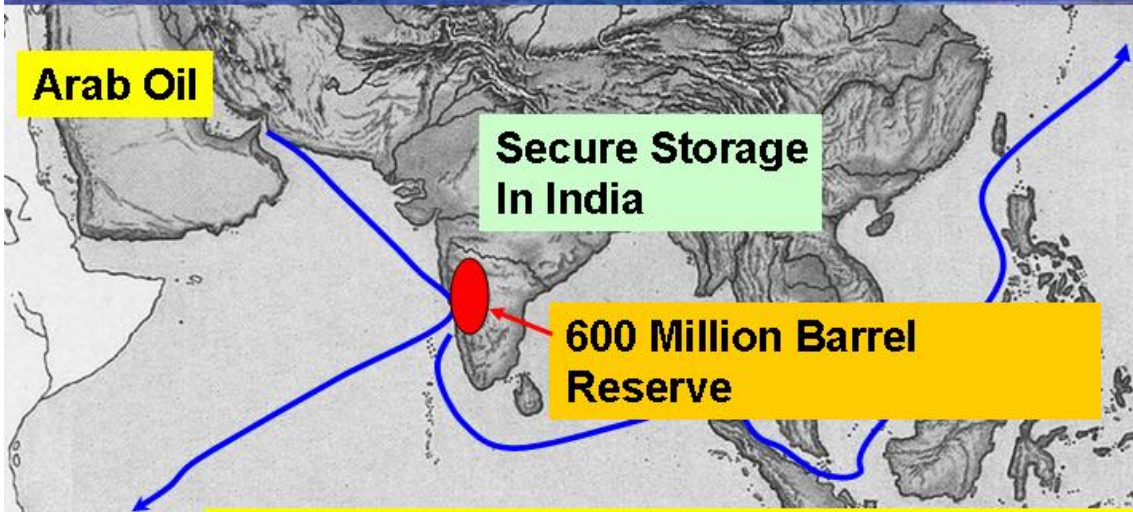 Arab Oil
Secure Storage
In India
600 Million Barrel
Reserve